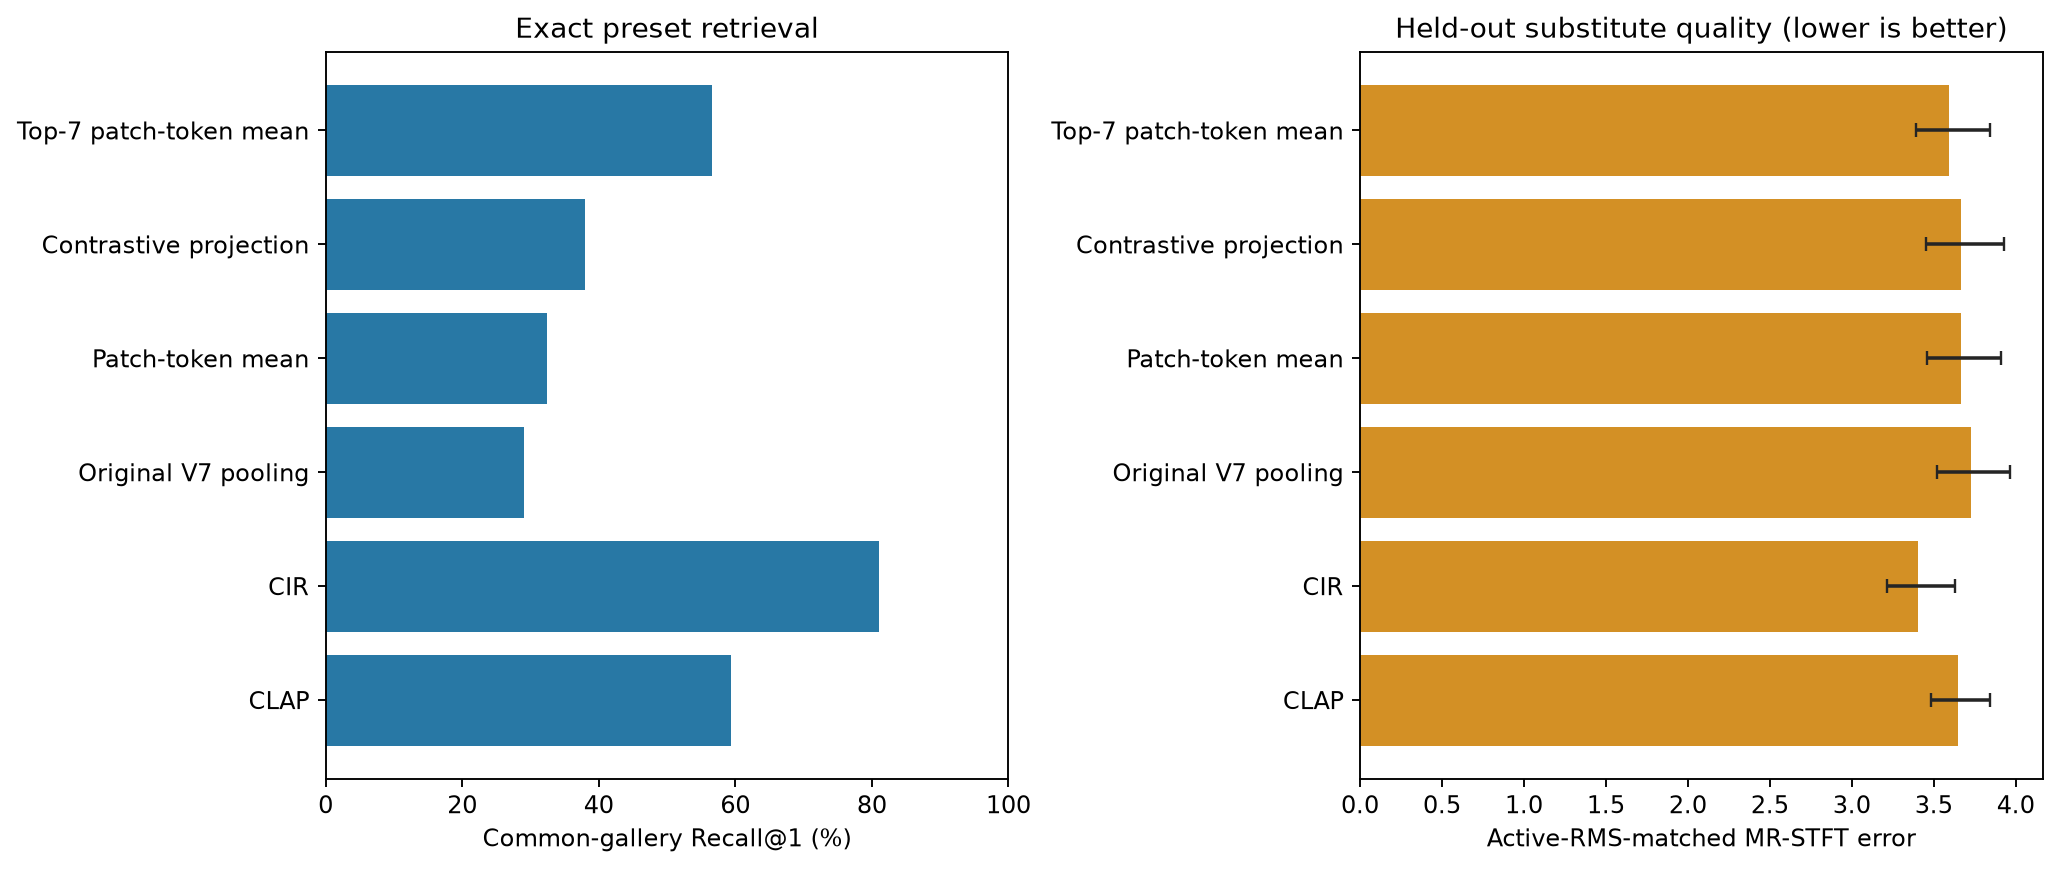 Exact preset retrieval
Top-7 patch-token mean
Contrastive projection
Patch-token mean
Original V7 pooling
CIR
CLAP
0 20 40 60 80 100
Common-gallery Recall@1 (%)
Held-out substitute quality (lower is better)
Top-7 patch-token mean
Contrastive projection
Patch-token mean
Original V7 pooling
CIR
CLAP
0.0 0.5 1.0 1.5 2.0 2.5 3.0 3.5 4.0
Active-RMS-matched MR-STFT error